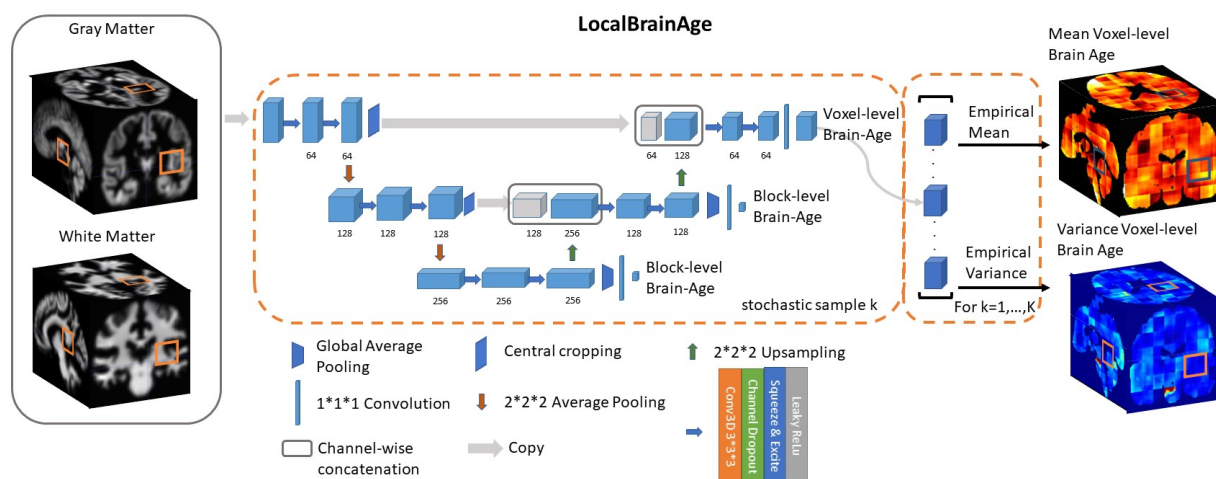 LocalBrainAge
Gray Matter
White Matter
64
64
64
128
64
64
Voxel-level
Brain-Age
128
128
128
128
256
128
128
Block-level
Brain-Age
256
256
256
Block-level
Brain-Age
stochastic sample k
Empirical
Mean
Empirical
Variance
For k=1,...,K
Mean Voxel-level
Brain Age
Variance Voxel-level
Brain Age
Global Average
Pooling
Central cropping
2*2*2 Upsampling
1*1*1 Convolution
2*2*2 Average Pooling
Channel-wise
concatenation
Copy
Conv3D 3*3*3
Channel Dropout
Squeeze & Excite
Leaky ReLu